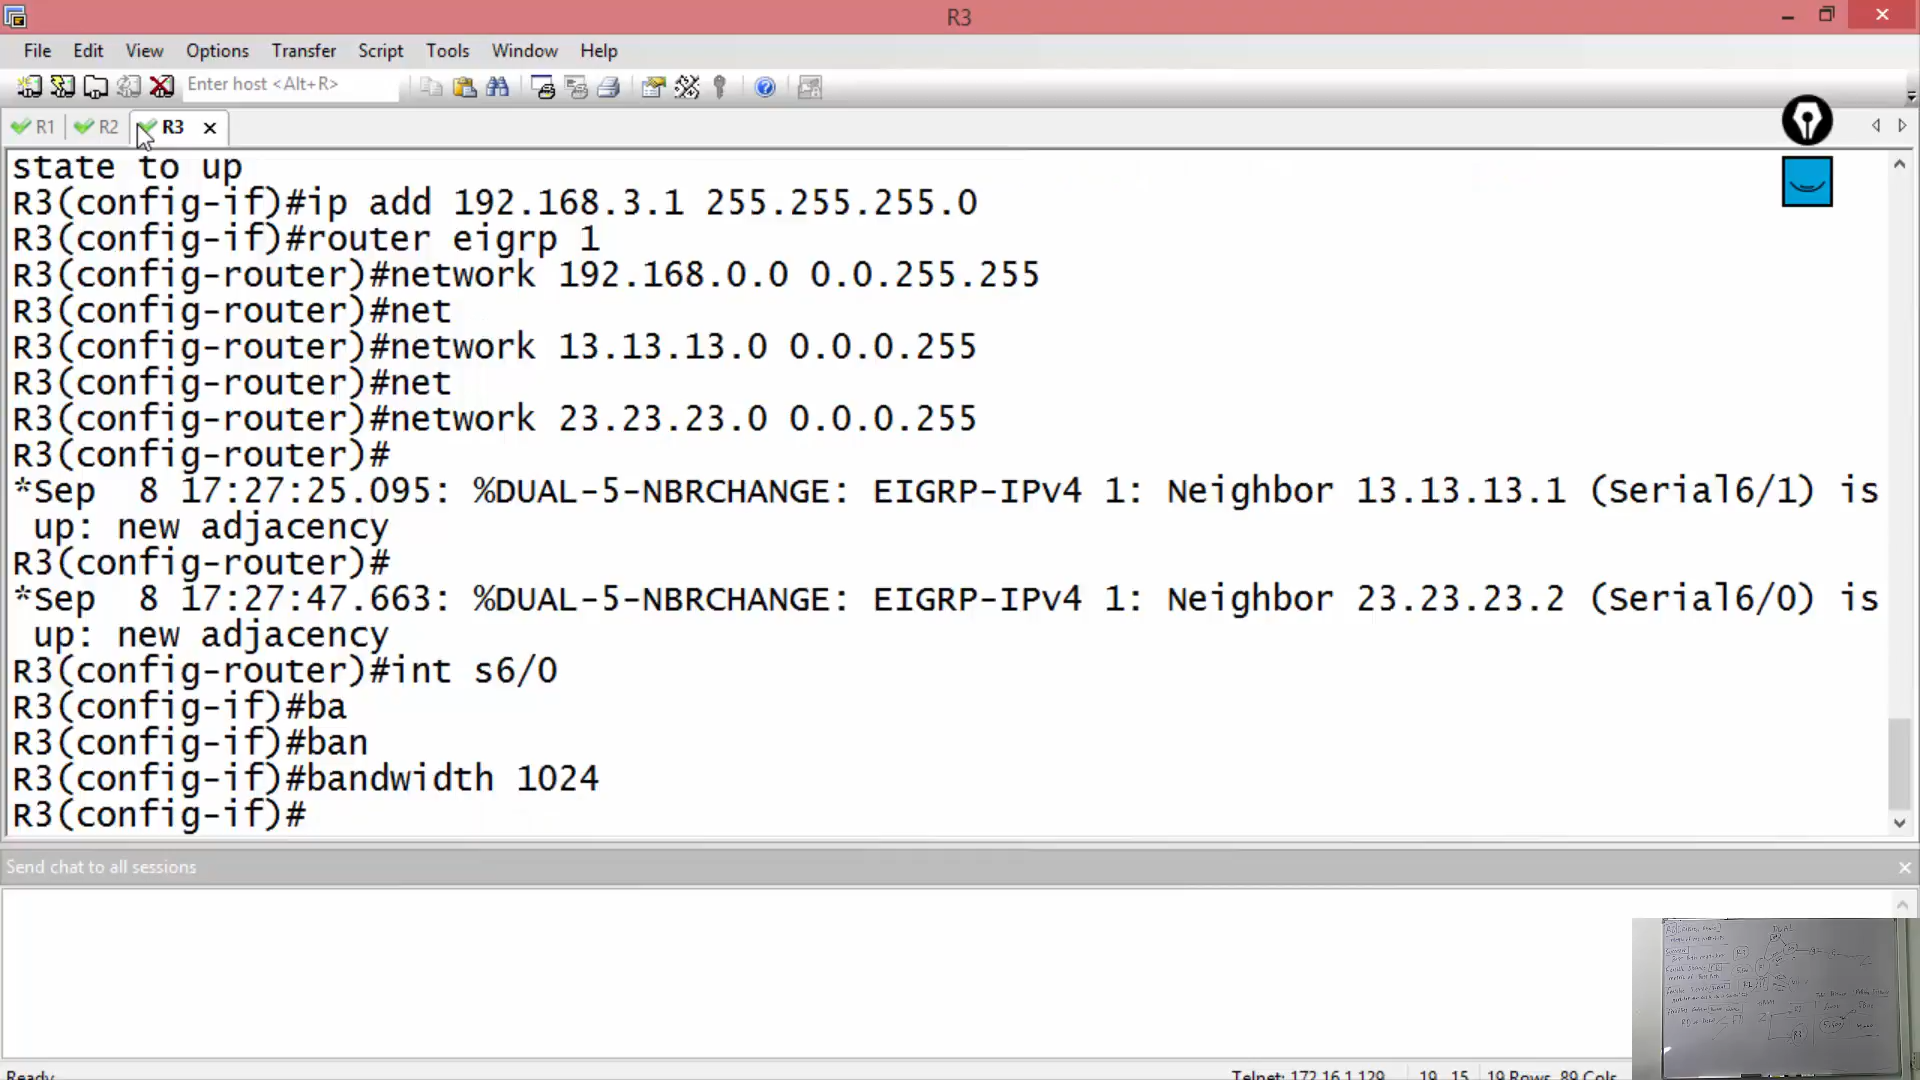 R3
File Edit View Options Transfer Script Tools Window Help
Enter host <Alt+R>
R1 R2 R3
state to up
R3(config-if)#ip add 192.168.3.1 255.255.255.0
R3(config-if)#router eigrp 1
R3(config-router)#network 192.168.0.0 0.0.255.255
R3(config-router)#net
R3(config-router)#network 13.13.13.0 0.0.0.255
R3(config-router)#net
R3(config-router)#network 23.23.23.0 0.0.0.255
R3(config-router)#
*Sep  8 17:27:25.095: %DUAL-5-NBRCHANGE: EIGRP-IPv4 1: Neighbor 13.13.13.1 (Serial6/1) is
up: new adjacency
R3(config-router)#
*Sep  8 17:27:47.663: %DUAL-5-NBRCHANGE: EIGRP-IPv4 1: Neighbor 23.23.23.2 (Serial6/0) is
up: new adjacency
R3(config-router)#int s6/0
R3(config-if)#ba
R3(config-if)#ban
R3(config-if)#bandwidth 1024
R3(config-if)#
Send chat to all sessions
DUAL
Ready Telnet: 172.16.1.129 19, 15 19 Rows, 89 Cols